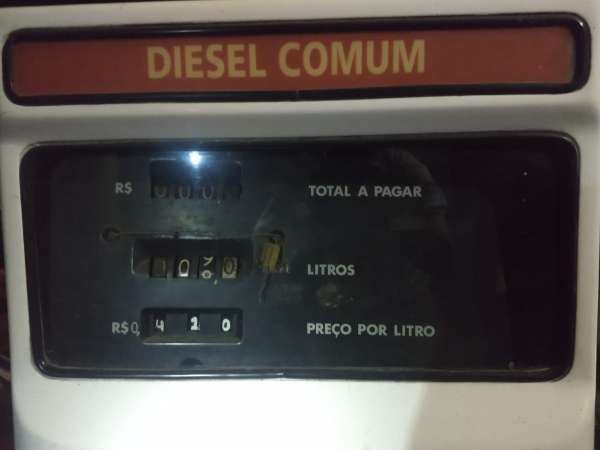 DIESEL COMUM
R$ TOTAL A PAGAR
LITROS
R$0, 4 2 0 PREÇO POR LITRO